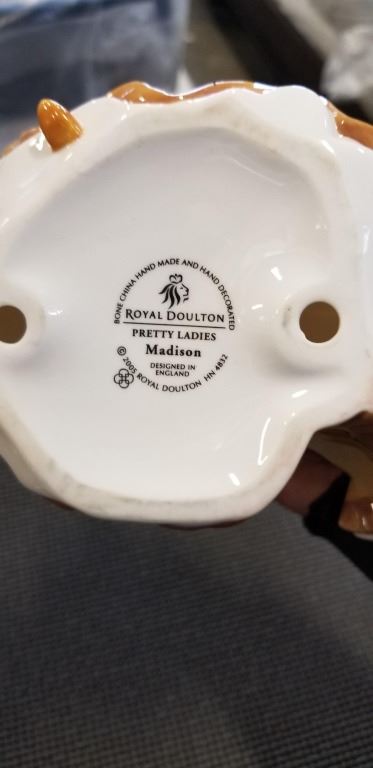 BONE CHINA HAND MADE AND HAND DECORATED
ROYAL DOULTON
PRETTY LADIES
Madison
DESIGNED IN
ENGLAND
© 2005 ROYAL DOULTON HN 4832